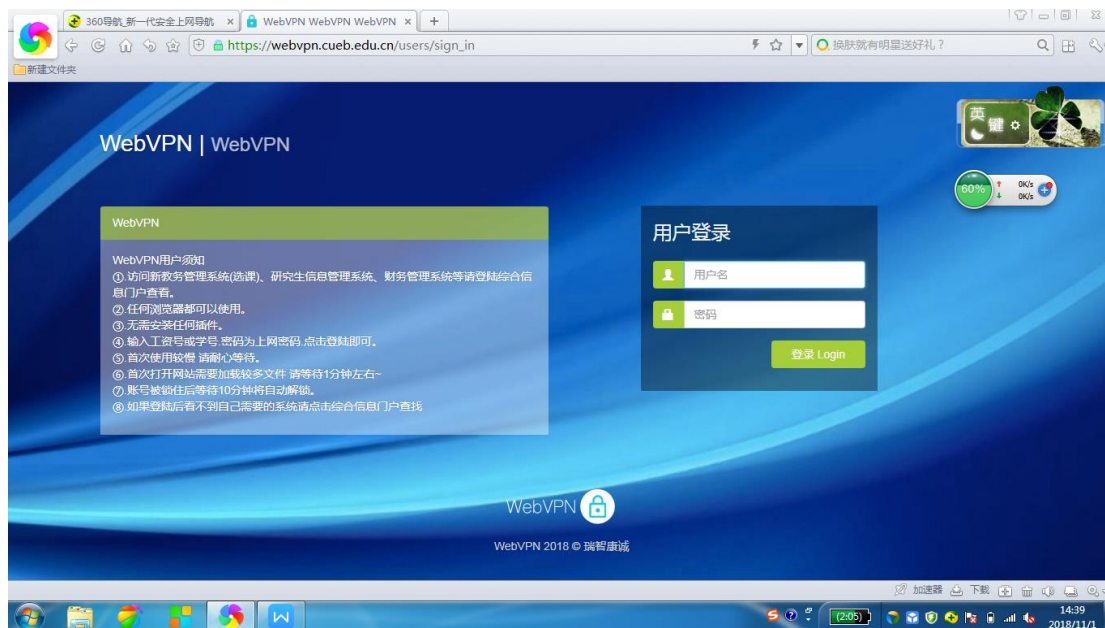 360导航_新一代安全上网导航
WebVPN WebVPN WebVPN
https://webvpn.cueb.edu.cn/users/sign_in
换肤就有明星送好礼?
新建文件夹
英
键
WebVPN | WebVPN
60%
0K/s
0K/s
WebVPN
WebVPN用户须知
①.访问新教务管理系统(选课)、研究生信息管理系统、财务管理系统等请登陆综合信
息门户查看。
②.任何浏览器都可以使用。
③.无需安装任何插件。
④.输入工资号或学号.密码为上网密码.点击登陆即可。
⑤.首次使用较慢 请耐心等待。
⑥.首次打开网站需要加载较多文件 请等待1分钟左右~
⑦.账号被锁住后等待10分钟将自动解锁。
⑧.如果登陆后看不到自己需要的系统请点击综合信息门户查找
用户登录
用户名
密码
登录 Login
WebVPN
WebVPN 2018 © 瑞智康诚
加速器
下载
(2:05)
14:39
2018/11/1